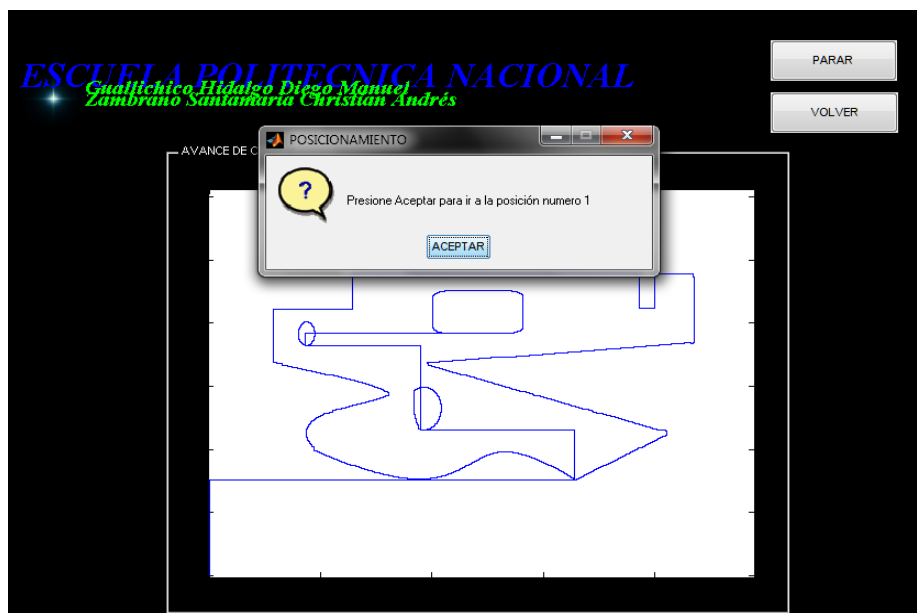 ESCUELA POLITECNICA NACIONAL
Guallichico Hidalgo Diego Manuel
Zambrano Santamaría Christian Andrés
PARAR
VOLVER
AVANCE DE C
POSICIONAMIENTO
?
Presione Aceptar para ir a la posición numero 1
ACEPTAR